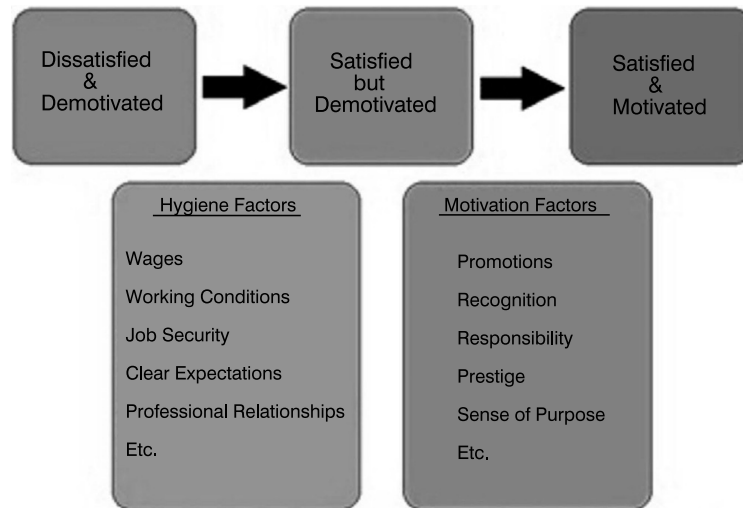 Dissatisfied
&
Demotivated
Satisfied
but
Demotivated
Satisfied
&
Motivated
Hygiene Factors
Wages
Working Conditions
Job Security
Clear Expectations
Professional Relationships
Etc.
Motivation Factors
Promotions
Recognition
Responsibility
Prestige
Sense of Purpose
Etc.